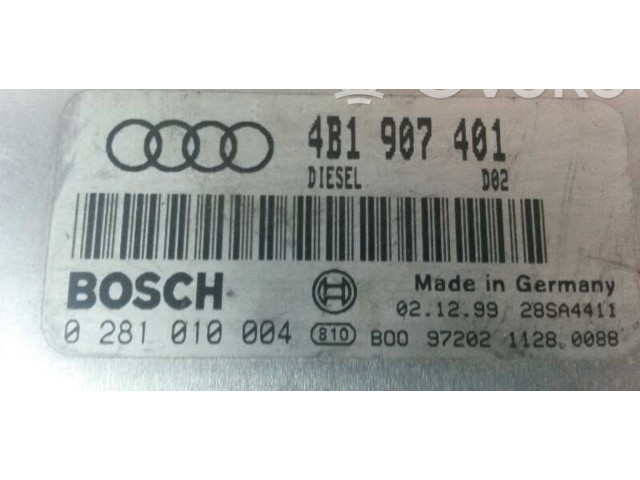 4B1 907 401
DIESEL D02
BOSCH
Made in Germany
02.12.99 28SA4411
0 281 010 004 810 B00 97202 1128.0088